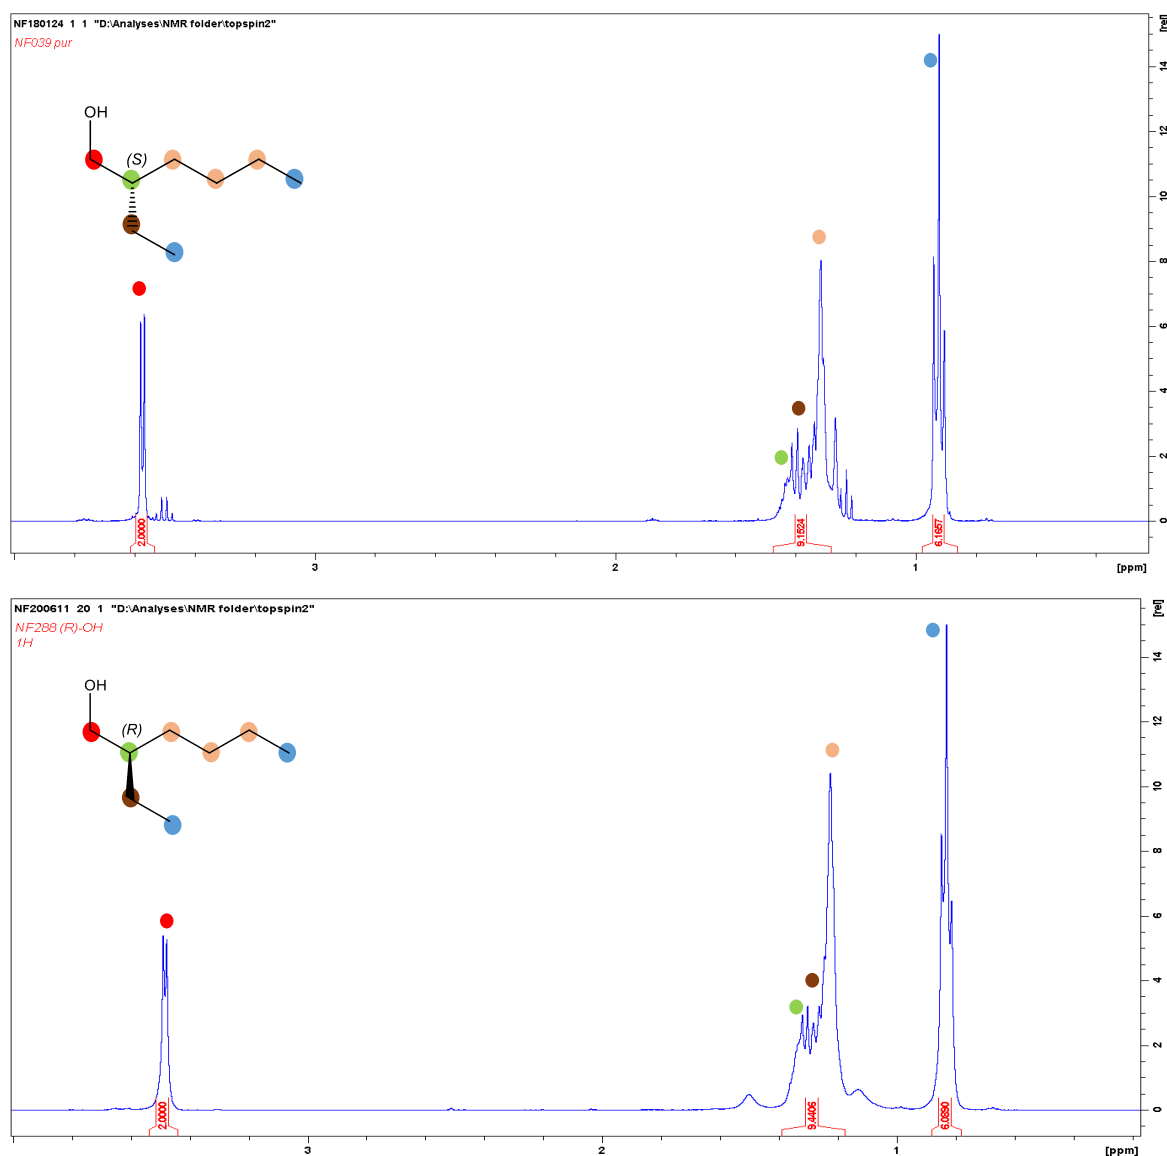 NF180124 1 1 "D:\Analyses\NMR folder\topspin2"
NF039 pur
[rel]
14
12
10
8
6
4
2
0
OH
(S)
2.0000
9.1524
6.1657
3
2
1
[ppm]
NF200611 20 1 "D:\Analyses\NMR folder\topspin2"
NF288 (R)-OH
1H
[rel]
14
12
10
8
6
4
2
0
OH
(R)
2.0000
9.4406
6.0890
3
2
1
[ppm]